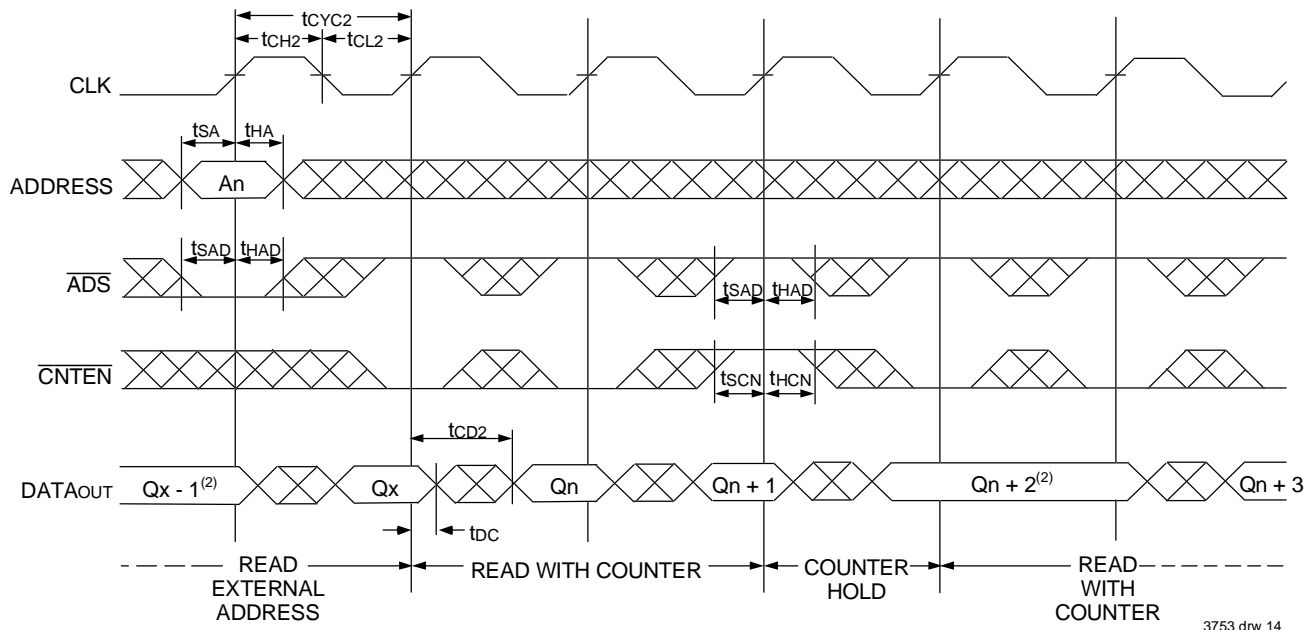 tCYC2
tCH2 tCL2
CLK
tSA tHA
ADDRESS An
tSAD tHAD
ADS
tSAD tHAD
CNTEN
tSCN tHCN
tCD2
DATAOUT Qx - 1(2) Qx Qn Qn + 1 Qn + 2(2) Qn + 3
tDC
READ EXTERNAL ADDRESS
READ WITH COUNTER
COUNTER HOLD
READ WITH COUNTER
3753 drw 14